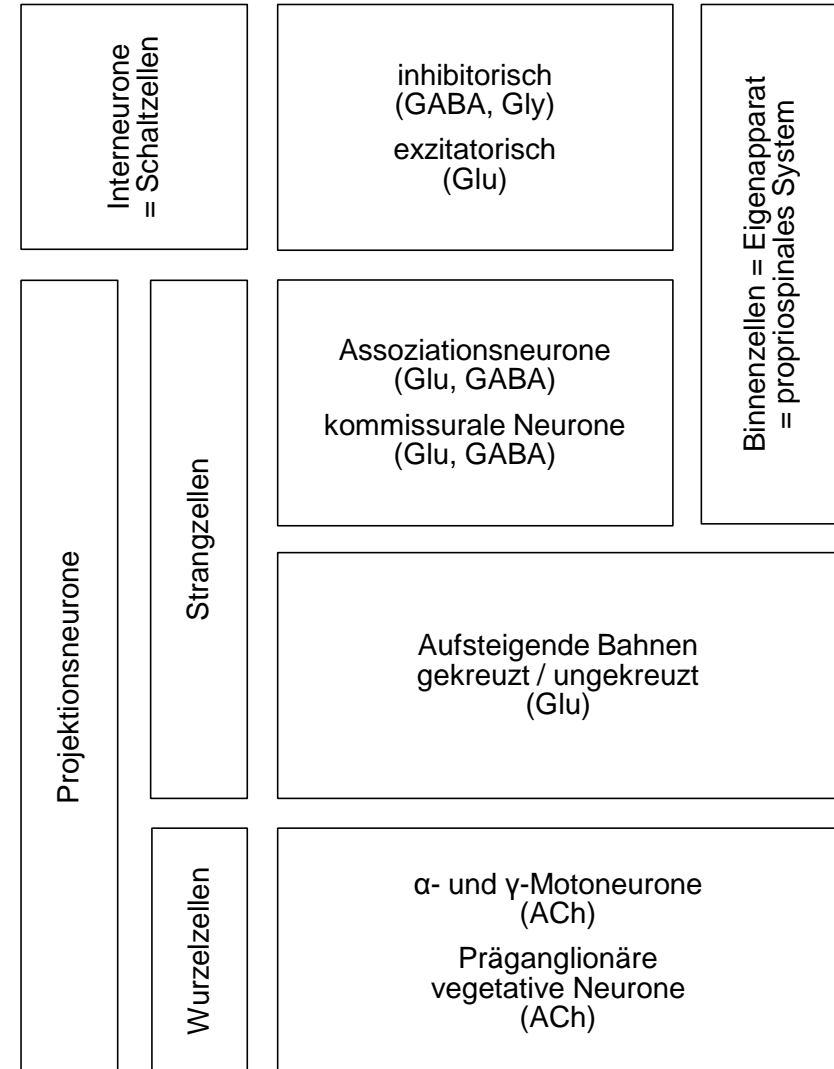 Interneurone
= Schaltzellen
inhibitorisch
(GABA, Gly)
exzitatorisch
(Glu)
Binnenzellen = Eigenapparat
= propriospinales System
Projektionsneurone
Strangzellen
Assoziationsneurone
(Glu, GABA)
kommissurale Neurone
(Glu, GABA)
Aufsteigende Bahnen
gekreuzt / ungekreuzt
(Glu)
Wurzelzellen
α- und γ-Motoneurone
(ACh)
Präganglionäre
vegetative Neurone
(ACh)